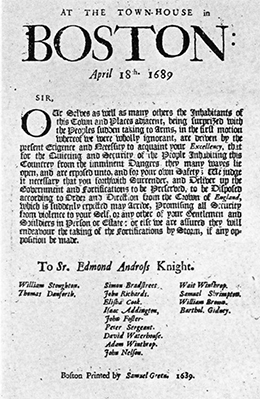 AT THE TOWN-HOUSE in
BOSTON:
April 18th. 1689
SIR,
OUr Selves as well as many others the Inhabitants of
this Town and Places adjacent, being surprized with
the Peoples sudden taking to Arms, in the first motion
whereof we were wholly ignorant, are driven by the
present Exigence and Necessity to acquaint your Excellency, that
for the Quieting and Security of the People Inhabiting this
Countrey from the imminent Dangers they many wayes lie
open, and are exposed unto, and for your own Safety; We judge
it necessary that you forthwith Surrender, and Deliver up the
Government and Fortifications to be Preserved, to be Disposed
according to Order and Direction from the Crown of England,
which is suddenly expected may Arrive, Promising all Security
from violence to your Self, or any other of your Gentlemen and
Souldiers in Person or Estate; or else we are assured they will
endeavour the taking of the Fortifications by Storm, if any op-
position be made.
To Sr. Edmond Andross Knight.
William Stoughton. Simon Bradstreet. Wait Winthrop.
Thomas Danforth. John Richards. Samuel Shrimpton.
Elisha Cook. William Brown.
Isaac Addington, Barthol. Gidney.
John Foster.
Peter Sergeant.
David Waterhouse.
Adam Winthrop.
John Nelson.
Boston Printed by Samuel Green. 1689.